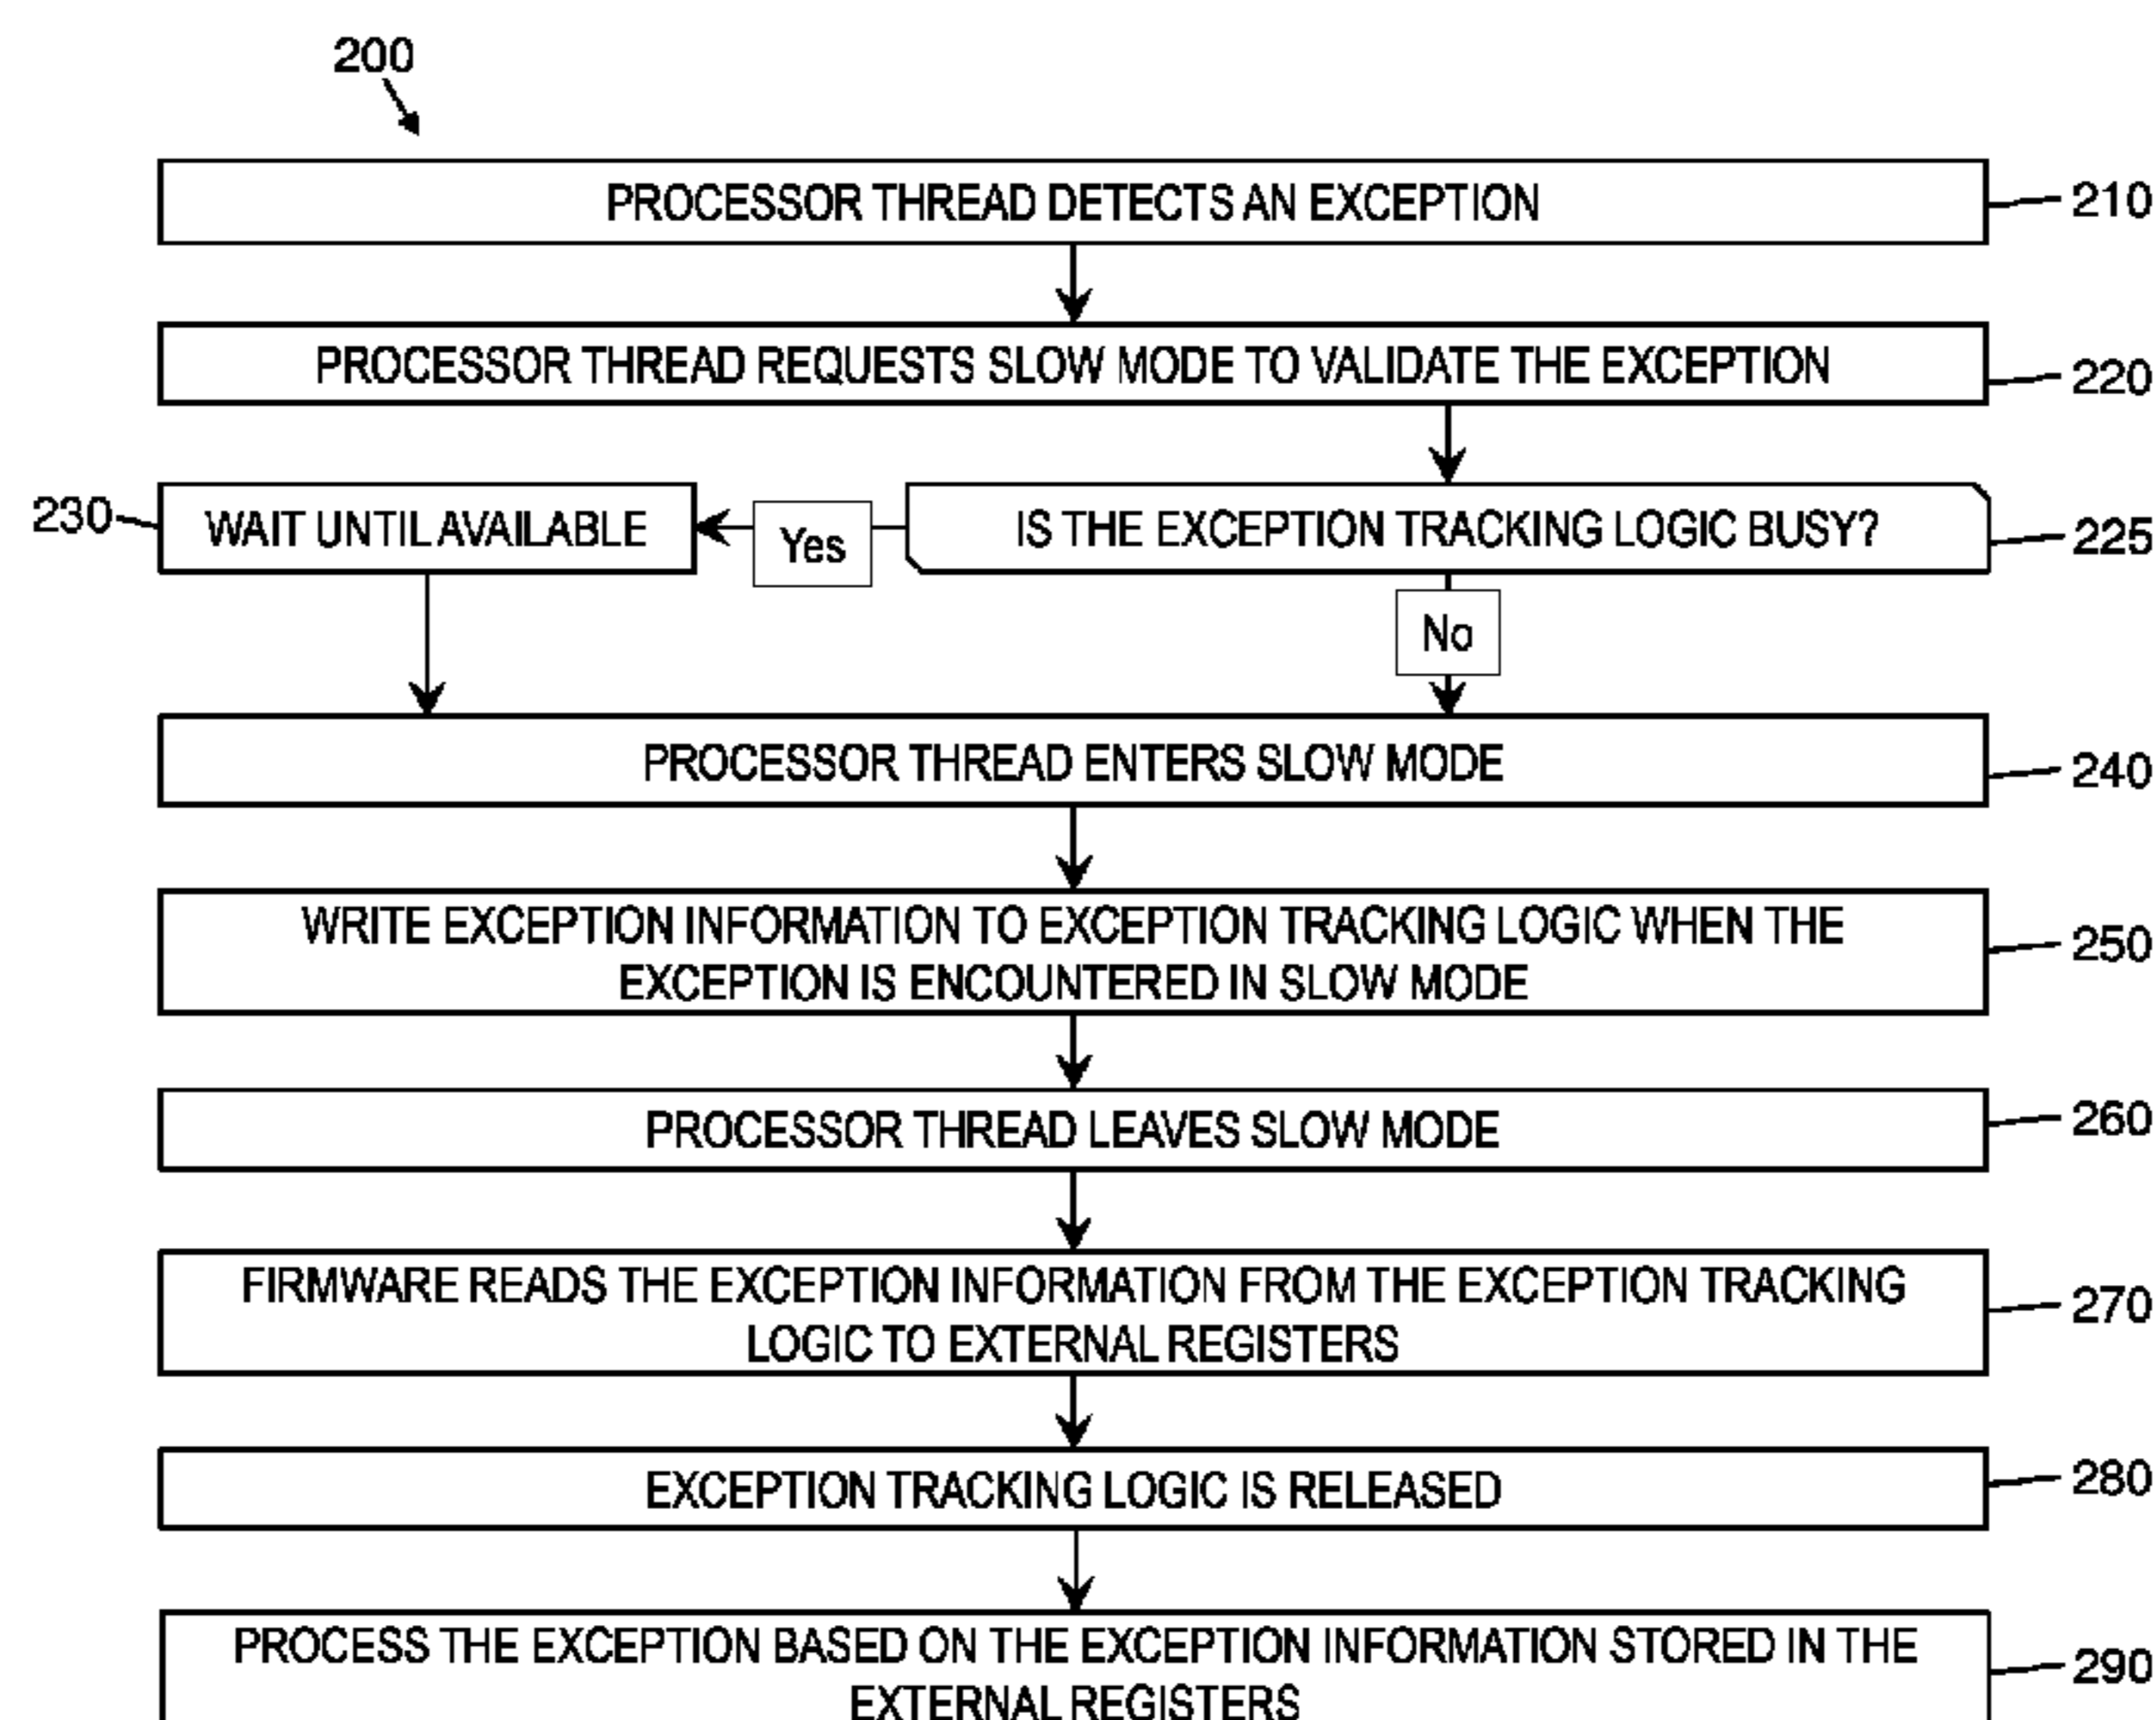 200
PROCESSOR THREAD DETECTS AN EXCEPTION
210
PROCESSOR THREAD REQUESTS SLOW MODE TO VALIDATE THE EXCEPTION
220
230
WAIT UNTIL AVAILABLE
Yes
IS THE EXCEPTION TRACKING LOGIC BUSY?
225
No
PROCESSOR THREAD ENTERS SLOW MODE
240
WRITE EXCEPTION INFORMATION TO EXCEPTION TRACKING LOGIC WHEN THE
EXCEPTION IS ENCOUNTERED IN SLOW MODE
250
PROCESSOR THREAD LEAVES SLOW MODE
260
FIRMWARE READS THE EXCEPTION INFORMATION FROM THE EXCEPTION TRACKING
LOGIC TO EXTERNAL REGISTERS
270
EXCEPTION TRACKING LOGIC IS RELEASED
280
PROCESS THE EXCEPTION BASED ON THE EXCEPTION INFORMATION STORED IN THE
EXTERNAL REGISTERS
290